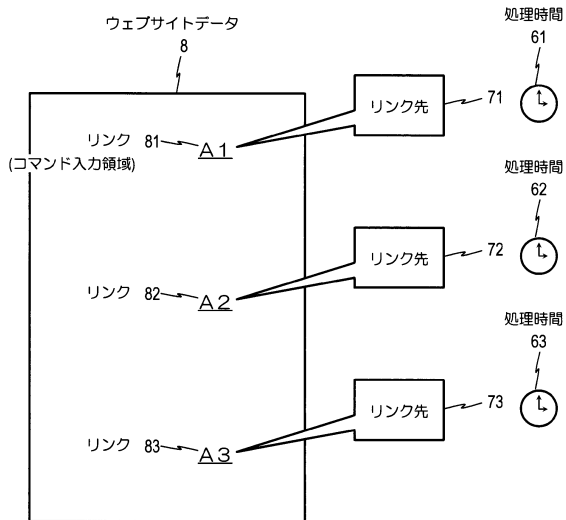 ウェブサイトデータ
8
処理時間
61
リンク 81 A1
(コマンド入力領域)
リンク先 71
処理時間
62
リンク 82 A2
リンク先 72
処理時間
63
リンク 83 A3
リンク先 73